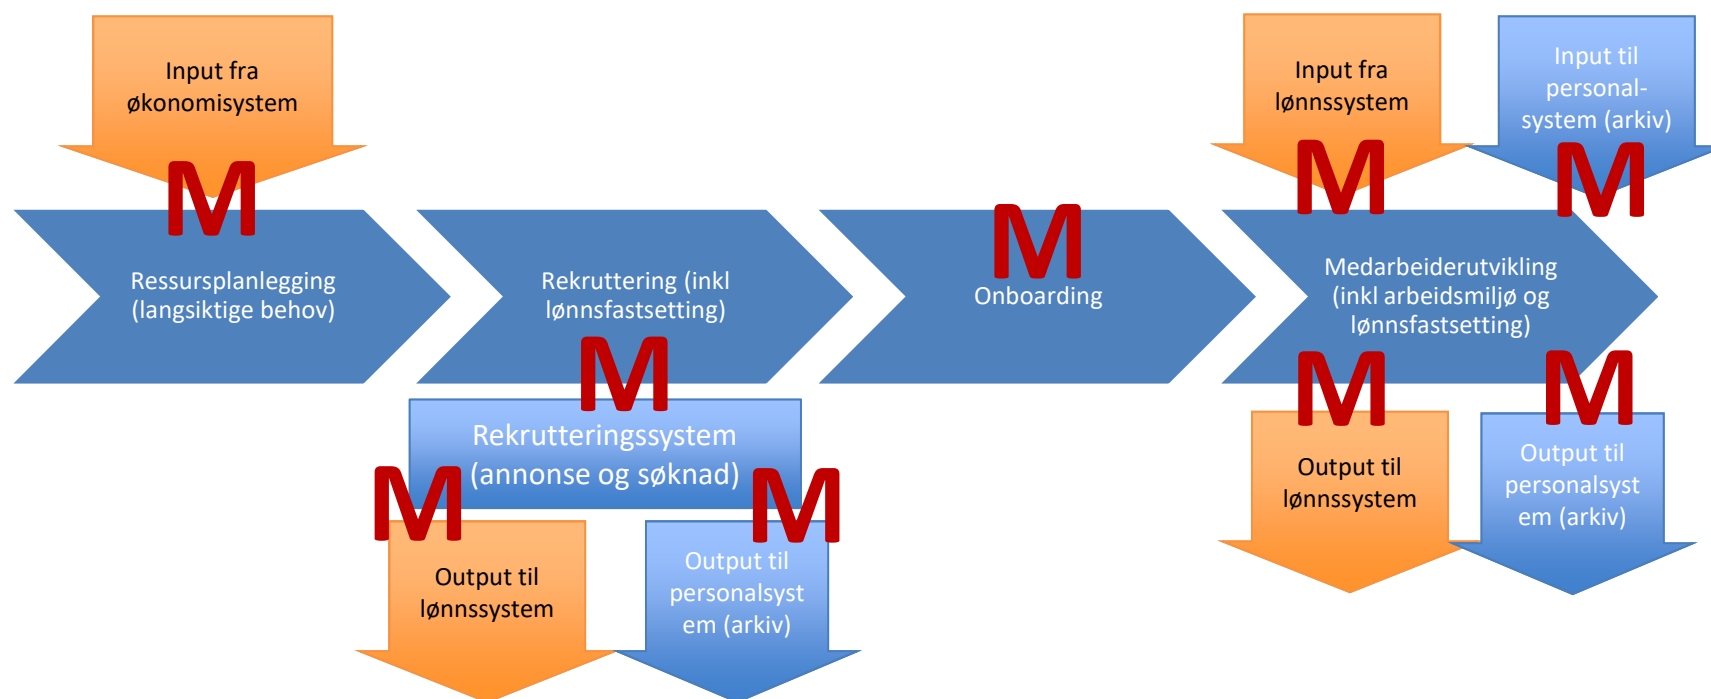 Input fra
økonomisystem
M
Input fra
lønnssystem
M
Input til
personal-
system (arkiv)
M
Ressursplanlegging
(langsiktige behov)
Rekruttering (inkl
lønnsfastsetting)
M
M
Onboarding
Medarbeiderutvikling
(inkl arbeidsmiljø og
lønnsfastsetting)
M
M
Rekrutteringssystem
(annonse og søknad)
M
M
Output til
lønnssystem
Output til
personalsyst
em (arkiv)
Output til
lønnssystem
Output til
personalsyst
em (arkiv)